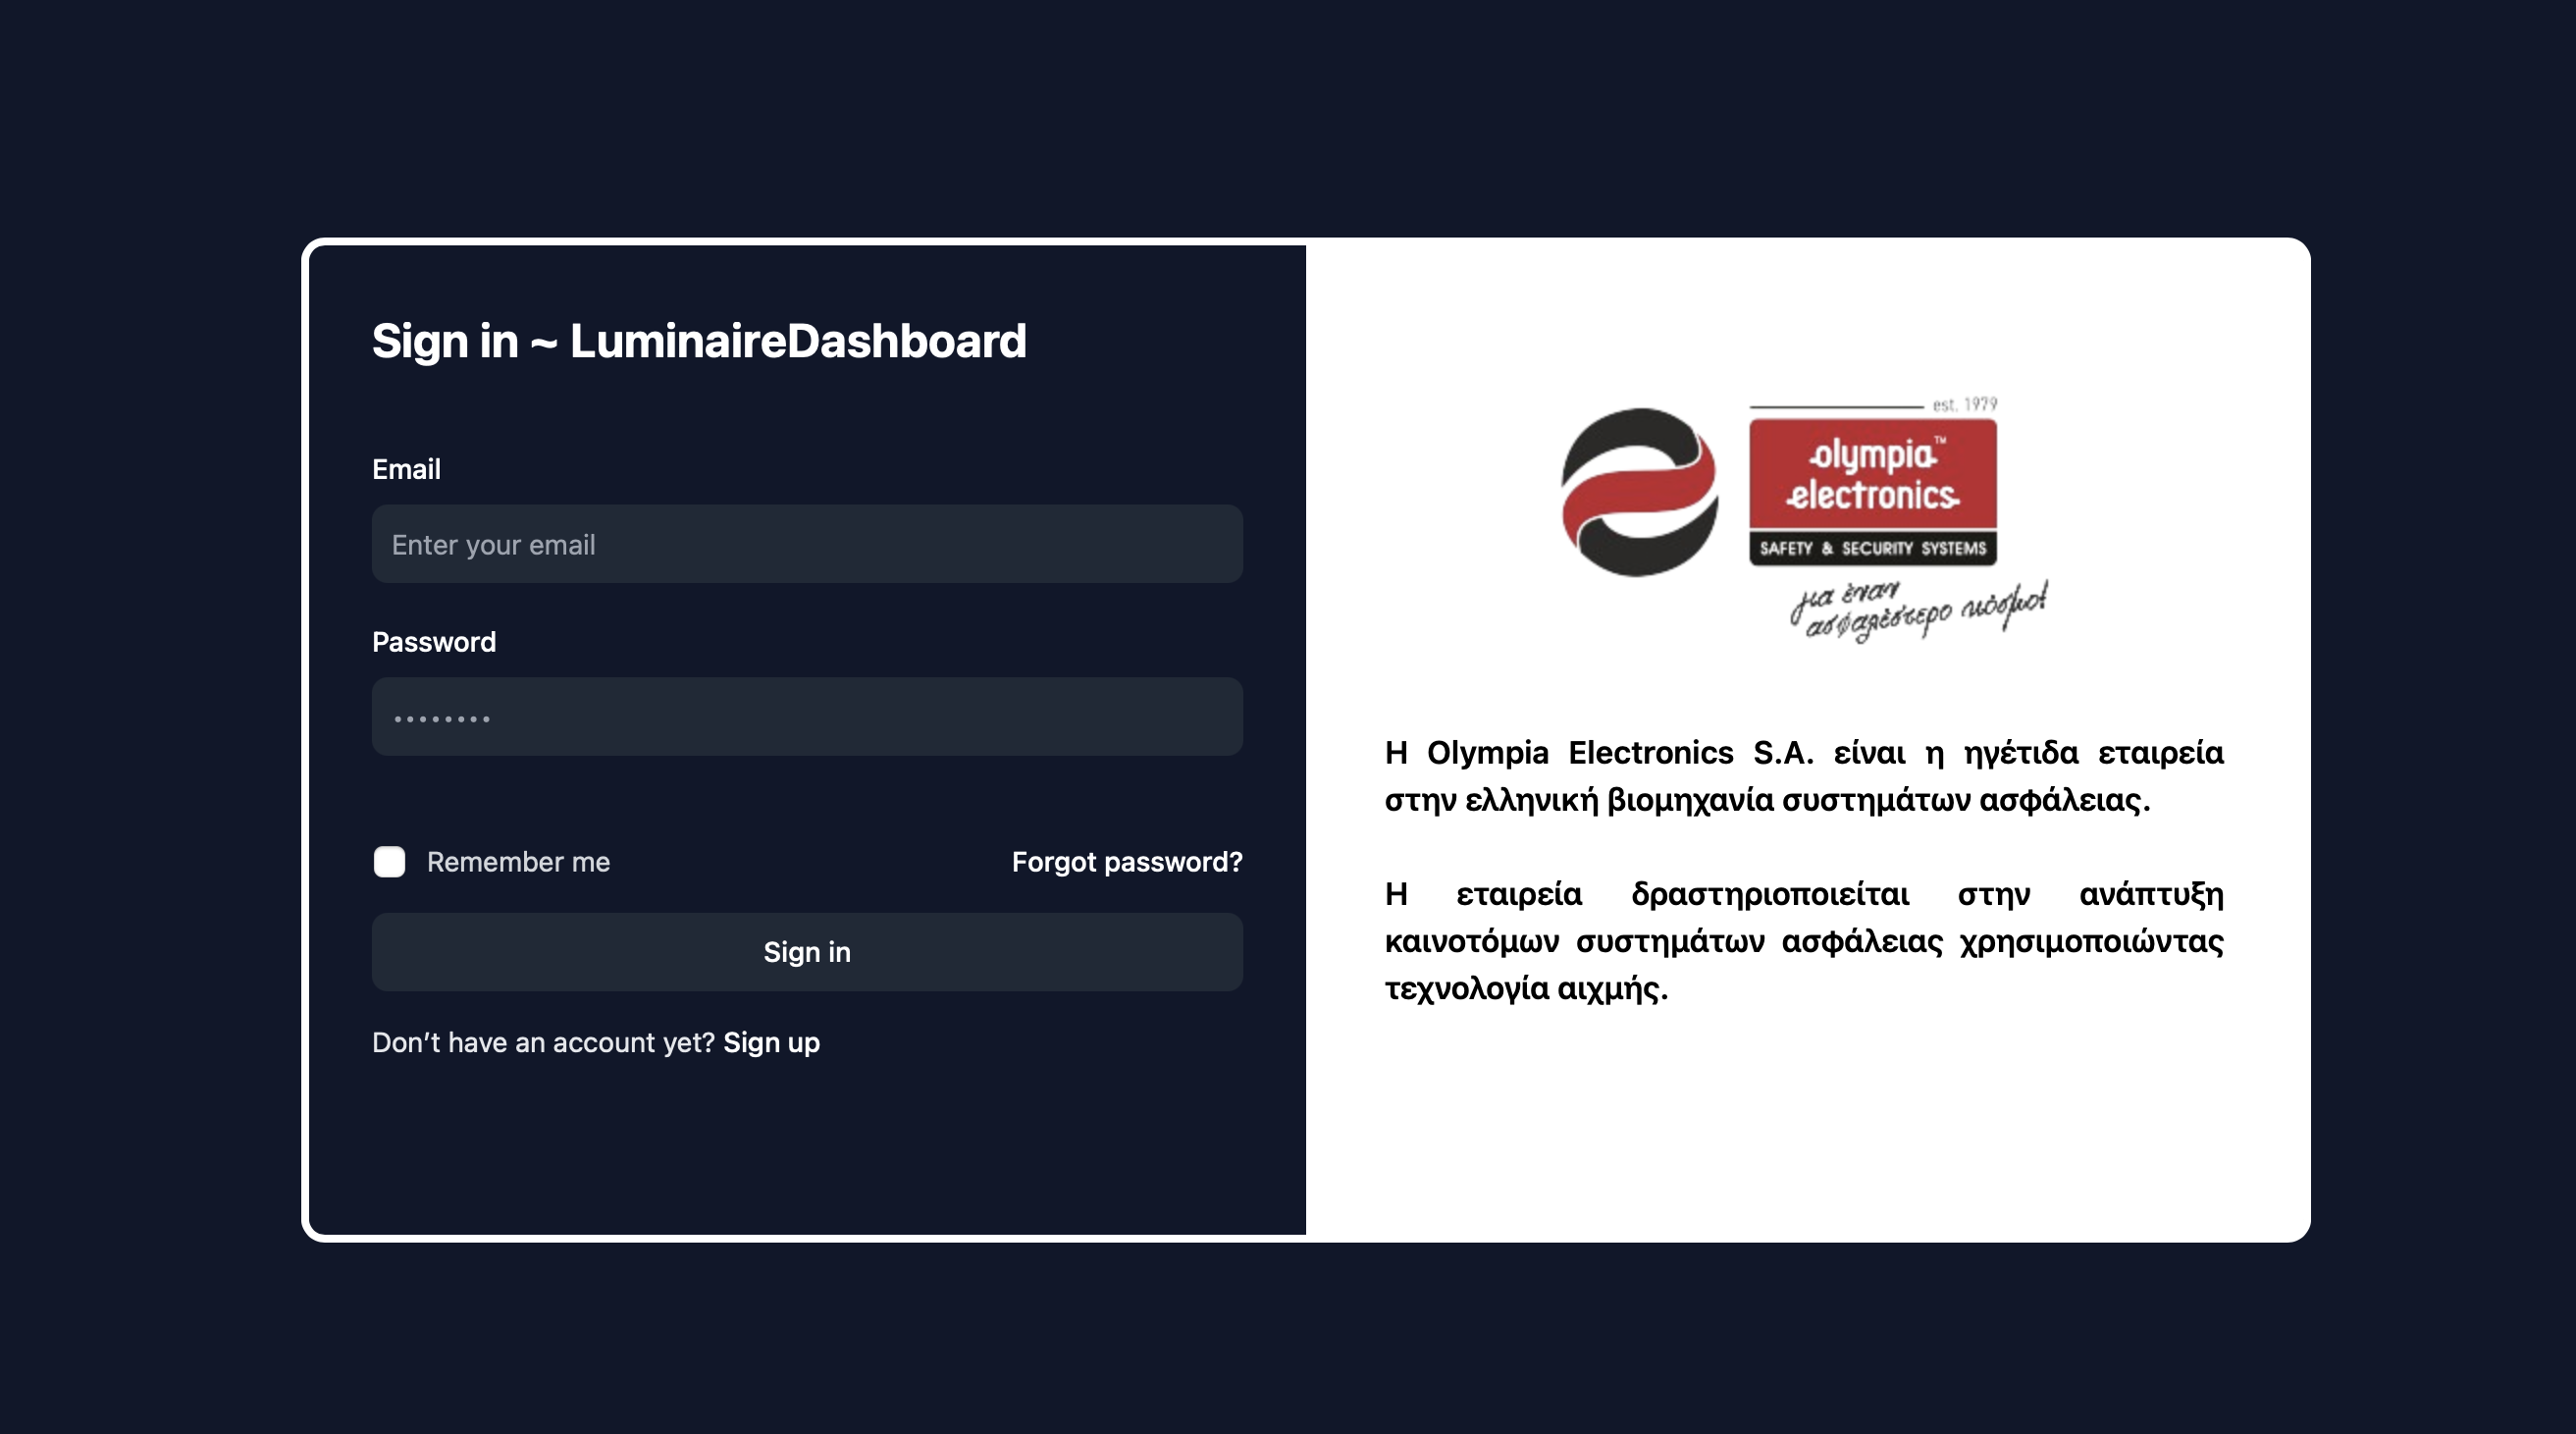 Sign in ~ LuminaireDashboard
Email
Enter your email
Password
••••••••
Remember me
Forgot password?
Sign in
Don’t have an account yet? Sign up
est. 1979
olympia™
electronics
SAFETY & SECURITY SYSTEMS
για έναν
ασφαλέστερο κόσμο!
Η Olympia Electronics S.A. είναι η ηγέτιδα εταιρεία
στην ελληνική βιομηχανία συστημάτων ασφάλειας.
Η εταιρεία δραστηριοποιείται στην ανάπτυξη
καινοτόμων συστημάτων ασφάλειας χρησιμοποιώντας
τεχνολογία αιχμής.